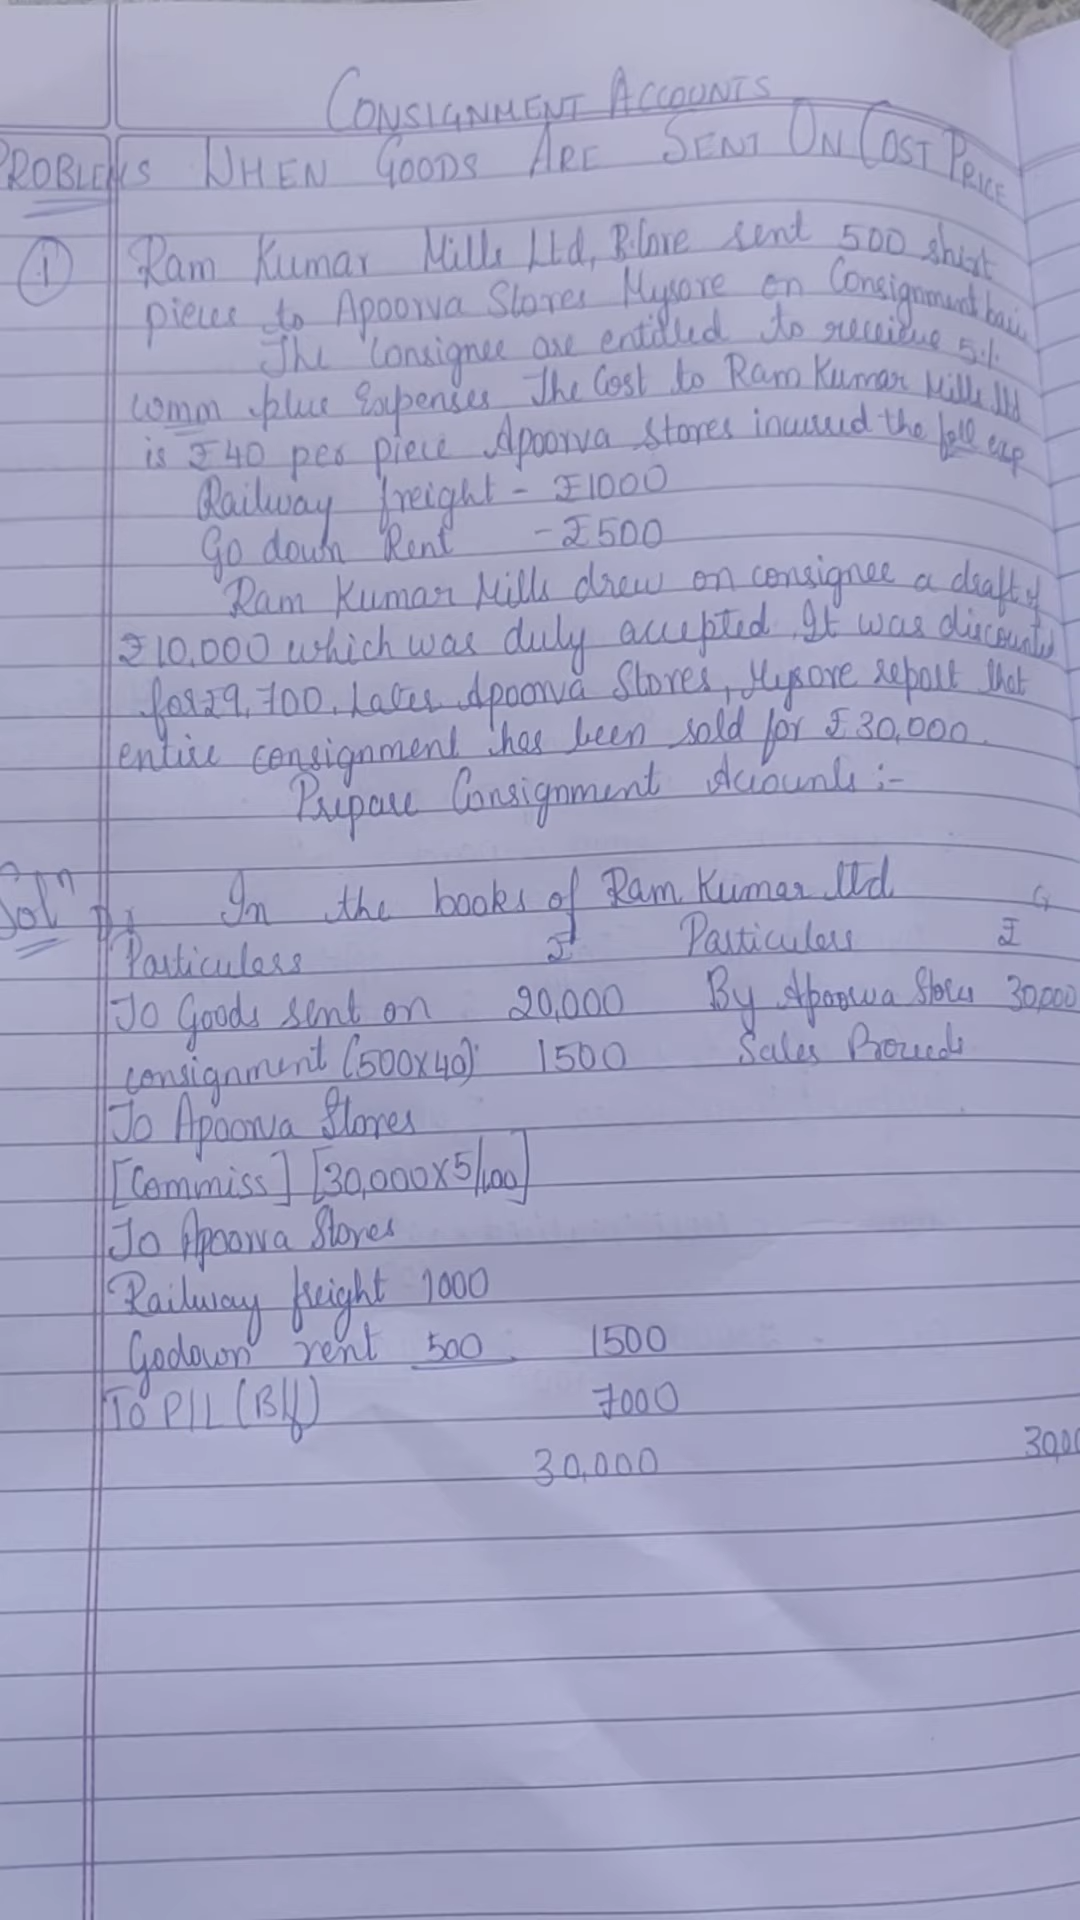 CONSIGNMENT ACCOUNTS
PROBLEMS WHEN GOODS ARE SENT ON COST PRICE
① Ram Kumar Mills Ltd, B.lore sent 500 shirt
pieces to Apoorva Stores Mysore on Consignment
The Consignee are entitled to receieve 5%
comm plus Expenses The Cost to Ram Kumar Mills ltd
is ₹40 per piece Apoorva stores incurred the foll exp
Railway freight - ₹1000
Go down Rent - ₹500
Ram Kumar Mills drew on consignee a draft of
₹10,000 which was duly accepted It was discounted
for ₹9,700. Later Apoorva Stores, Mysore report that
entire consignment has been sold for ₹30,000.
Prepare Consignment Accounts :-
Solⁿ Dr In the books of Ram Kumar ltd
Particulars ₹ Particulars ₹
To Goods sent on 20,000 By Apoorva Stores 30,000
consignment (500x40) 1500 Sales
To Apoorva Stores
[Commiss] [30,000x5/100]
To Apoorva Stores
Railway freight 1000
Godown rent 500 1500
To P/L (B/f) 7000
30,000 30,00